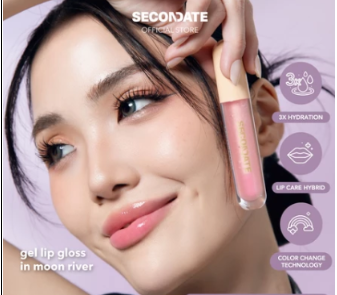 SECONDATE
OFFICIAL STORE
3X HYDRATION
LIP CARE HYBRID
COLOR CHANGE
TECHNOLOGY
gel lip gloss
in moon river